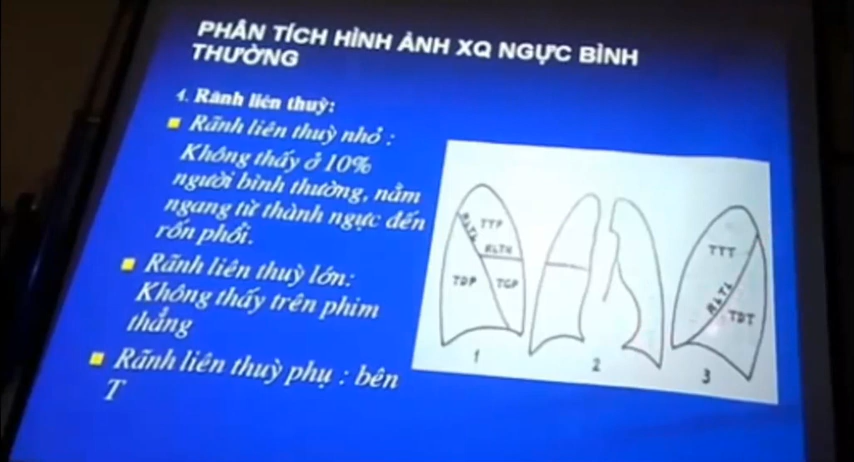 PHÂN TÍCH HÌNH ẢNH XQ NGỰC BÌNH
THƯỜNG
4. Rãnh liên thuỳ:
Rãnh liên thuỳ nhỏ :
Không thấy ở 10%
người bình thường, nằm
ngang từ thành ngực đến
rốn phổi.
Rãnh liên thuỳ lớn:
Không thấy trên phim
thẳng
Rãnh liên thuỳ phụ : bên
T
RLTL
TTP
RLTN
TDP
TGP
1
2
TTT
RLTL
TDT
3